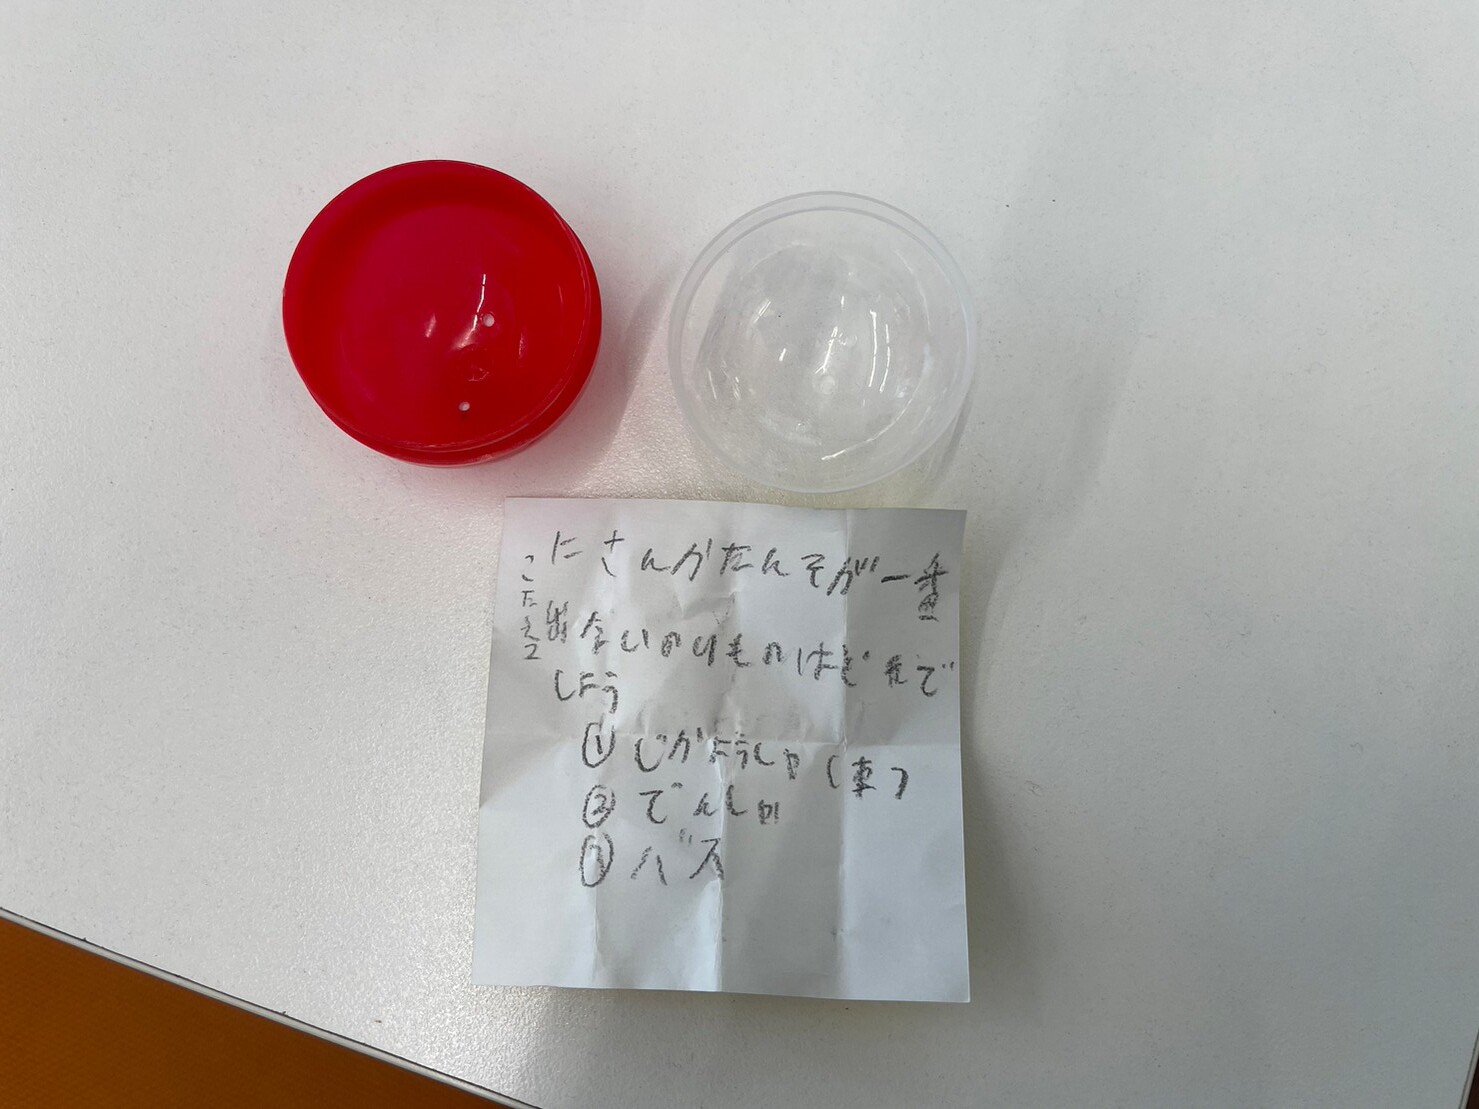 にさんかたんそが一番
出ないのりものはどれで
しょう
① じかようしゃ(車)
② でんしゃ
③ バス
こたえ2